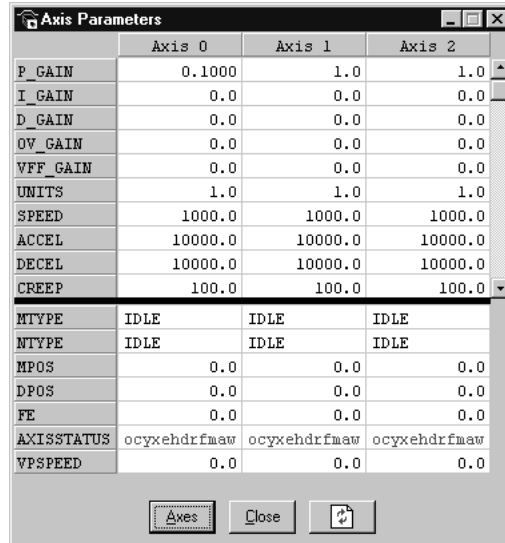 Axis Parameters
Axis 0 Axis 1 Axis 2
P_GAIN 0.1000 1.0 1.0
I_GAIN 0.0 0.0 0.0
D_GAIN 0.0 0.0 0.0
OV_GAIN 0.0 0.0 0.0
VFF_GAIN 0.0 0.0 0.0
UNITS 1.0 1.0 1.0
SPEED 1000.0 1000.0 1000.0
ACCEL 10000.0 10000.0 10000.0
DECEL 10000.0 10000.0 10000.0
CREEP 100.0 100.0 100.0
MTYPE IDLE IDLE IDLE
NTYPE IDLE IDLE IDLE
MPOS 0.0 0.0 0.0
DPOS 0.0 0.0 0.0
FE 0.0 0.0 0.0
AXISSTATUS ocyxehdrfmaw ocyxehdrfmaw ocyxehdrfmaw
VPSPEED 0.0 0.0 0.0
Axes Close